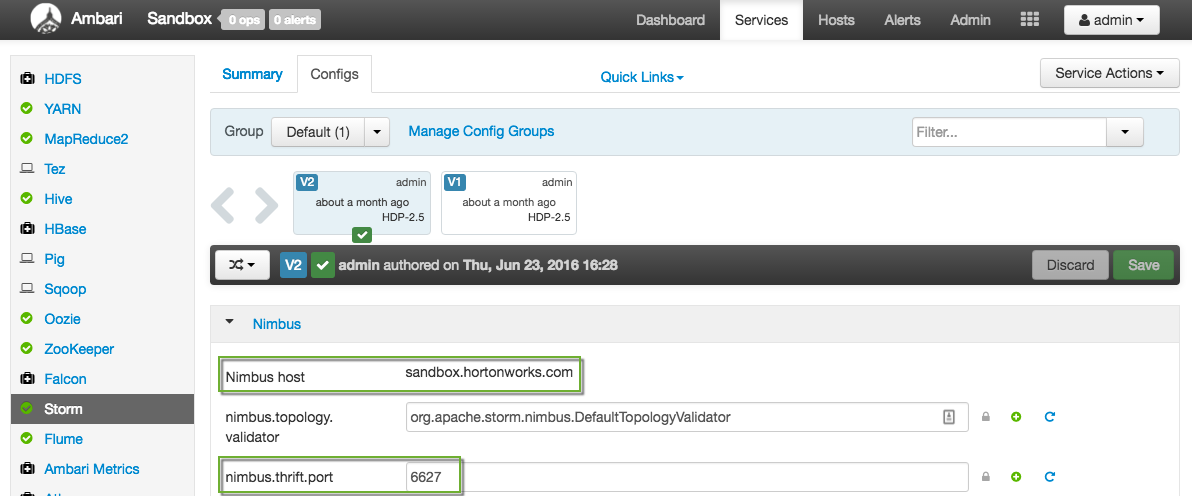 Ambari Sandbox 0 ops 0 alerts Dashboard Services Hosts Alerts Admin admin
HDFS
YARN
MapReduce2
Tez
Hive
HBase
Pig
Sqoop
Oozie
ZooKeeper
Falcon
Storm
Flume
Ambari Metrics
Summary Configs Quick Links Service Actions
Group Default (1) Manage Config Groups Filter...
V2 admin
about a month ago
HDP-2.5
V1 admin
about a month ago
HDP-2.5
V2 admin authored on Thu, Jun 23, 2016 16:28 Discard Save
Nimbus
Nimbus host sandbox.hortonworks.com
nimbus.topology.
validator
org.apache.storm.nimbus.DefaultTopologyValidator
nimbus.thrift.port 6627